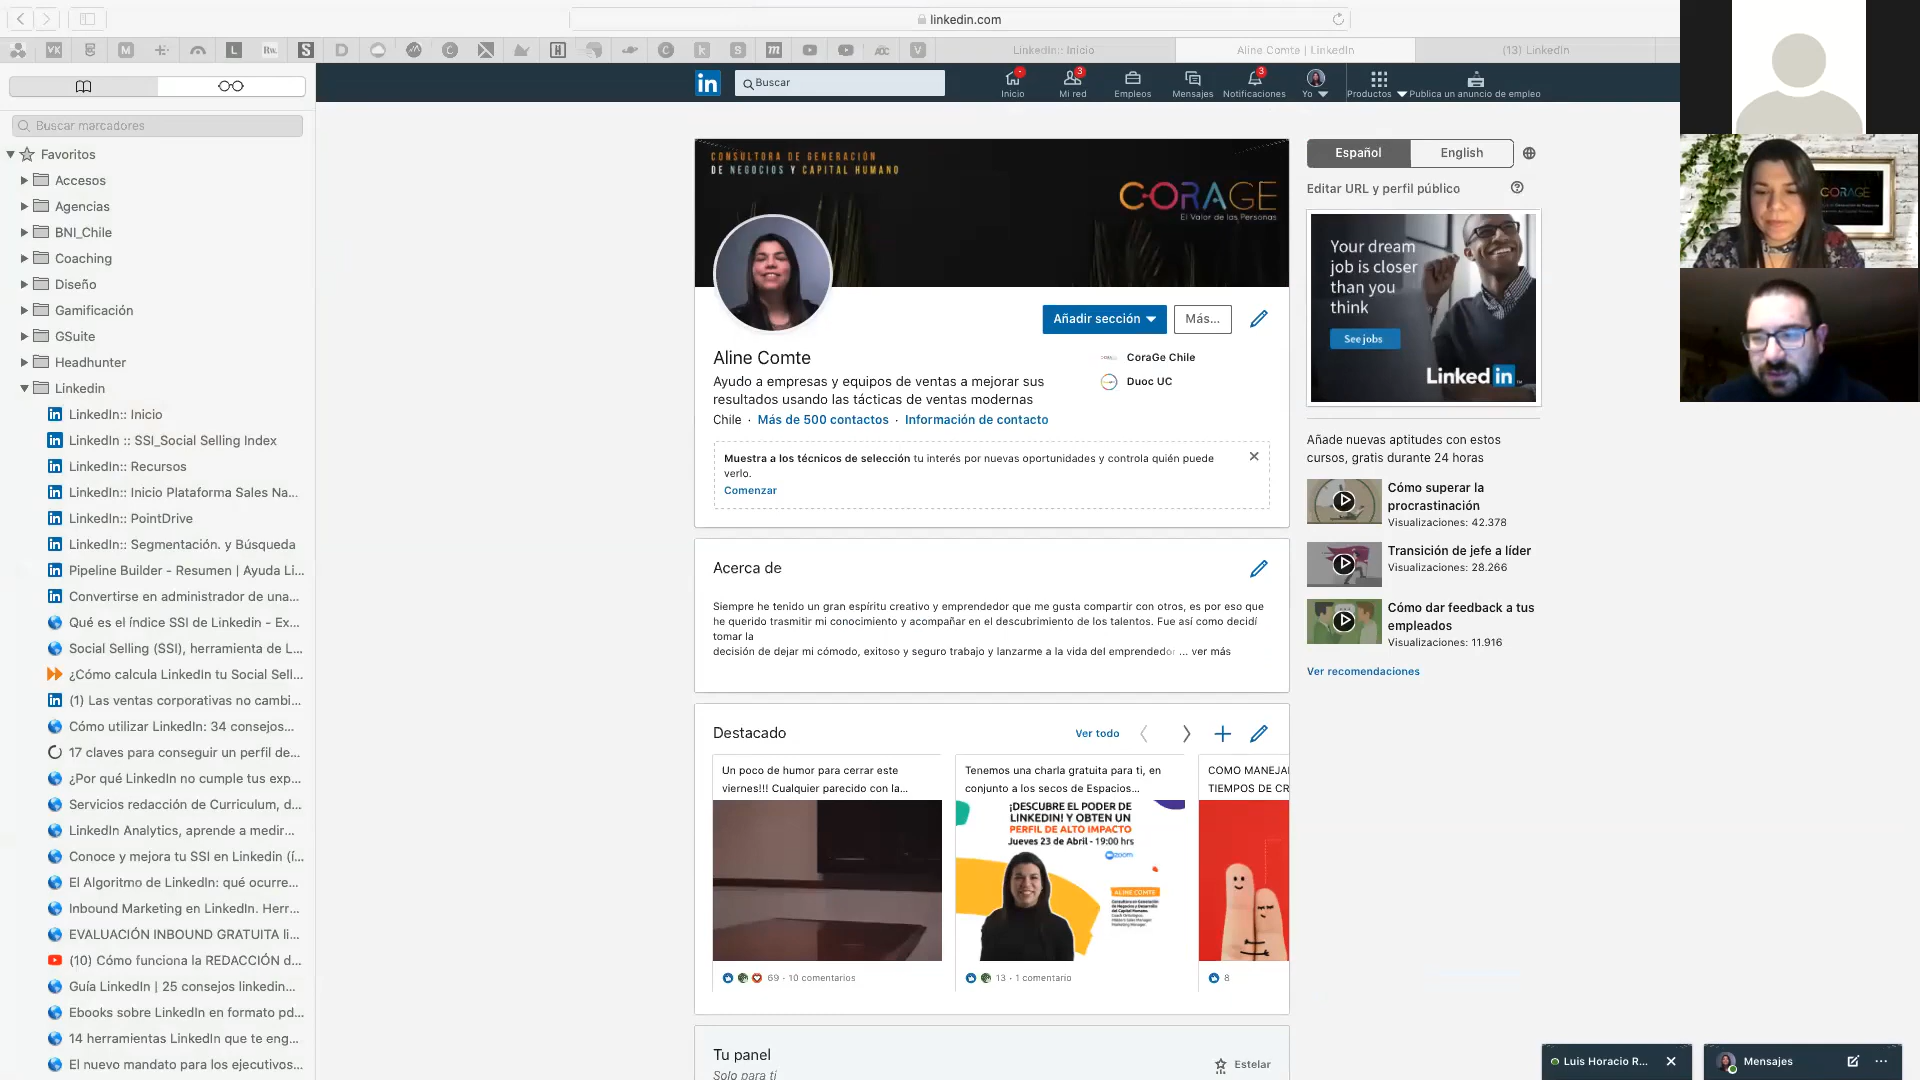 linkedin.com
LinkedIn:: Inicio
Aline Comte | LinkedIn
(13) LinkedIn
Buscar marcadores
Favoritos
Accesos
Agencias
BNI_Chile
Coaching
Diseño
Gamificación
GSuite
Headhunter
Linkedin
LinkedIn:: Inicio
LinkedIn :: SSI_Social Selling Index
LinkedIn:: Recursos
LinkedIn:: Inicio Plataforma Sales Na...
LinkedIn:: PointDrive
LinkedIn:: Segmentación. y Búsqueda
Pipeline Builder - Resumen | Ayuda Li...
Convertirse en administrador de una...
Qué es el índice SSI de Linkedin - Ex...
Social Selling (SSI), herramienta de L...
¿Cómo calcula LinkedIn tu Social Sell...
(1) Las ventas corporativas no cambi...
Cómo utilizar LinkedIn: 34 consejos...
17 claves para conseguir un perfil de...
¿Por qué LinkedIn no cumple tus exp...
Servicios redacción de Curriculum, d...
LinkedIn Analytics, aprende a medir...
Conoce y mejora tu SSI en Linkedin (í...
El Algoritmo de LinkedIn: qué ocurre...
Inbound Marketing en LinkedIn. Herr...
EVALUACIÓN INBOUND GRATUITA li...
(10) Cómo funciona la REDACCIÓN d...
Guía LinkedIn | 25 consejos linkedin...
Ebooks sobre LinkedIn en formato pd...
14 herramientas LinkedIn que te eng...
El nuevo mandato para los ejecutivos...
in
Buscar
Inicio
3
Mi red
Empleos
Mensajes
3
Notificaciones
Yo
Productos
Publica un anuncio de empleo
CONSULTORA DE GENERACIÓN
DE NEGOCIOS Y CAPITAL HUMANO
CORAGE
El Valor de las Personas
Añadir sección
Más...
Aline Comte
Ayudo a empresas y equipos de ventas a mejorar sus
resultados usando las tácticas de ventas modernas
Chile · Más de 500 contactos · Información de contacto
CoraGe Chile
Duoc UC
Muestra a los técnicos de selección tu interés por nuevas oportunidades y controla quién puede
verlo.
Comenzar
Acerca de
Siempre he tenido un gran espíritu creativo y emprendedor que me gusta compartir con otros, es por eso que
he querido trasmitir mi conocimiento y acompañar en el descubrimiento de los talentos. Fue así como decidí
tomar la
decisión de dejar mi cómodo, exitoso y seguro trabajo y lanzarme a la vida del emprendedor ... ver más
Destacado
Ver todo
Un poco de humor para cerrar este
viernes!!! Cualquier parecido con la...
69 · 10 comentarios
Tenemos una charla gratuita para ti, en
conjunto a los secos de Espacios...
¡DESCUBRE EL PODER DE
LINKEDIN! Y OBTEN UN
PERFIL DE ALTO IMPACTO
Jueves 23 de Abril - 19:00 hrs
zoom
ALINE COMTE
13 · 1 comentario
COMO MANEJA
TIEMPOS DE CR
8
Tu panel
Solo para ti
Estelar
Español
English
Editar URL y perfil público
Your dream
job is closer
than you
think
See jobs
Linked in
Añade nuevas aptitudes con estos
cursos, gratis durante 24 horas
Cómo superar la
procrastinación
Visualizaciones: 42.378
Transición de jefe a líder
Visualizaciones: 28.266
Cómo dar feedback a tus
empleados
Visualizaciones: 11.916
Ver recomendaciones
CORAGE
Luis Horacio R...
Mensajes